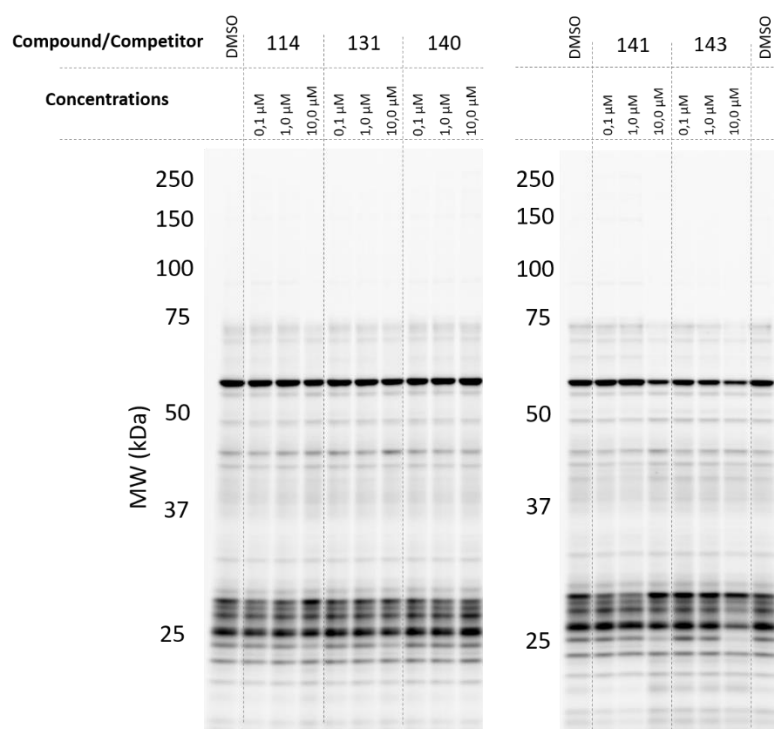 Compound/Competitor DMSO 114 131 140 DMSO 141 143 DMSO
Concentrations 0,1 µM 1,0 µM 10,0 µM 0,1 µM 1,0 µM 10,0 µM 0,1 µM 1,0 µM 10,0 µM 0,1 µM 1,0 µM 10,0 µM 0,1 µM 1,0 µM 10,0 µM
250 250
150 150
100 100
75 75
50 50
MW (kDa)
37 37
25 25